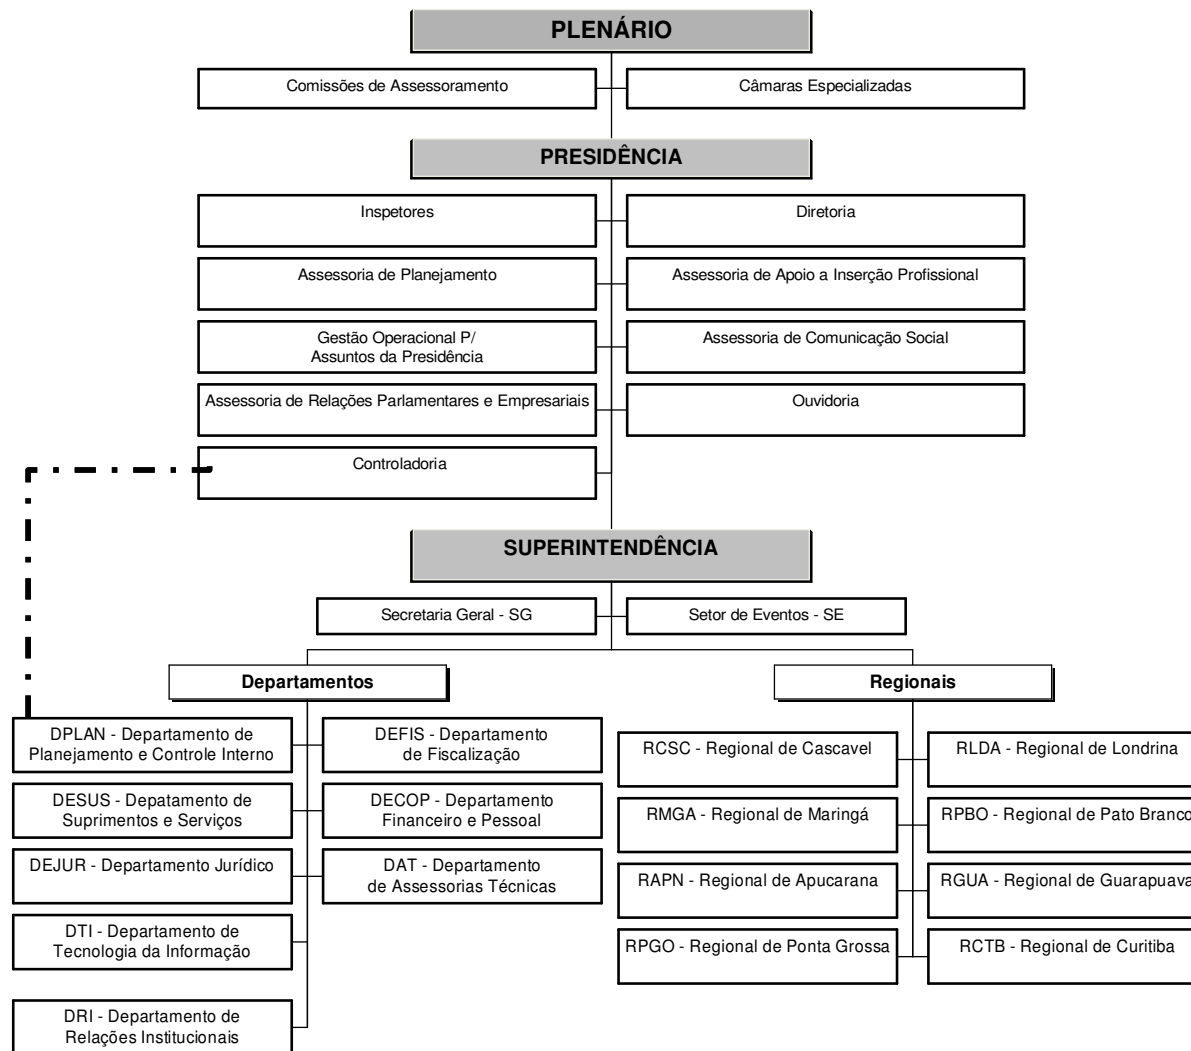 PLENÁRIO
Comissões de Assessoramento
Câmaras Especializadas
PRESIDÊNCIA
Inspetores
Diretoria
Assessoria de Planejamento
Assessoria de Apoio a Inserção Profissional
Gestão Operacional P/
Assuntos da Presidência
Assessoria de Comunicação Social
Assessoria de Relações Parlamentares e Empresariais
Ouvidoria
Controladoria
SUPERINTENDÊNCIA
Secretaria Geral - SG
Setor de Eventos - SE
Departamentos
Regionais
DPLAN - Departamento de
Planejamento e Controle Interno
DEFIS - Departamento
de Fiscalização
DESUS - Depatamento de
Suprimentos e Serviços
DECOP - Departamento
Financeiro e Pessoal
DEJUR - Departamento Jurídico
DAT - Departamento
de Assessorias Técnicas
DTI - Departamento de
Tecnologia da Informação
DRI - Departamento de
Relações Institucionais
RCSC - Regional de Cascavel
RLDA - Regional de Londrina
RMGA - Regional de Maringá
RPBO - Regional de Pato Branco
RAPN - Regional de Apucarana
RGUA - Regional de Guarapuava
RPGO - Regional de Ponta Grossa
RCTB - Regional de Curitiba